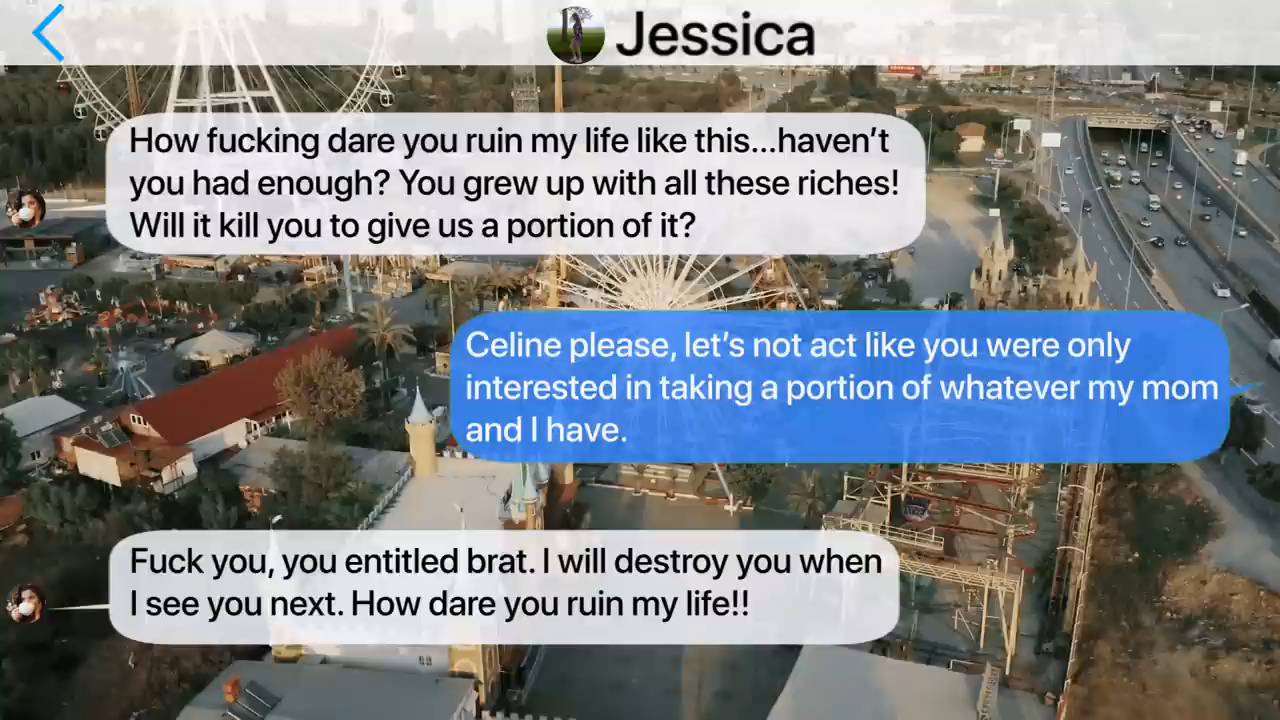 Jessica
How fucking dare you ruin my life like this...haven't
you had enough? You grew up with all these riches!
Will it kill you to give us a portion of it?
Celine please, let's not act like you were only
interested in taking a portion of whatever my mom
and I have.
Fuck you, you entitled brat. I will destroy you when
I see you next. How dare you ruin my life!!